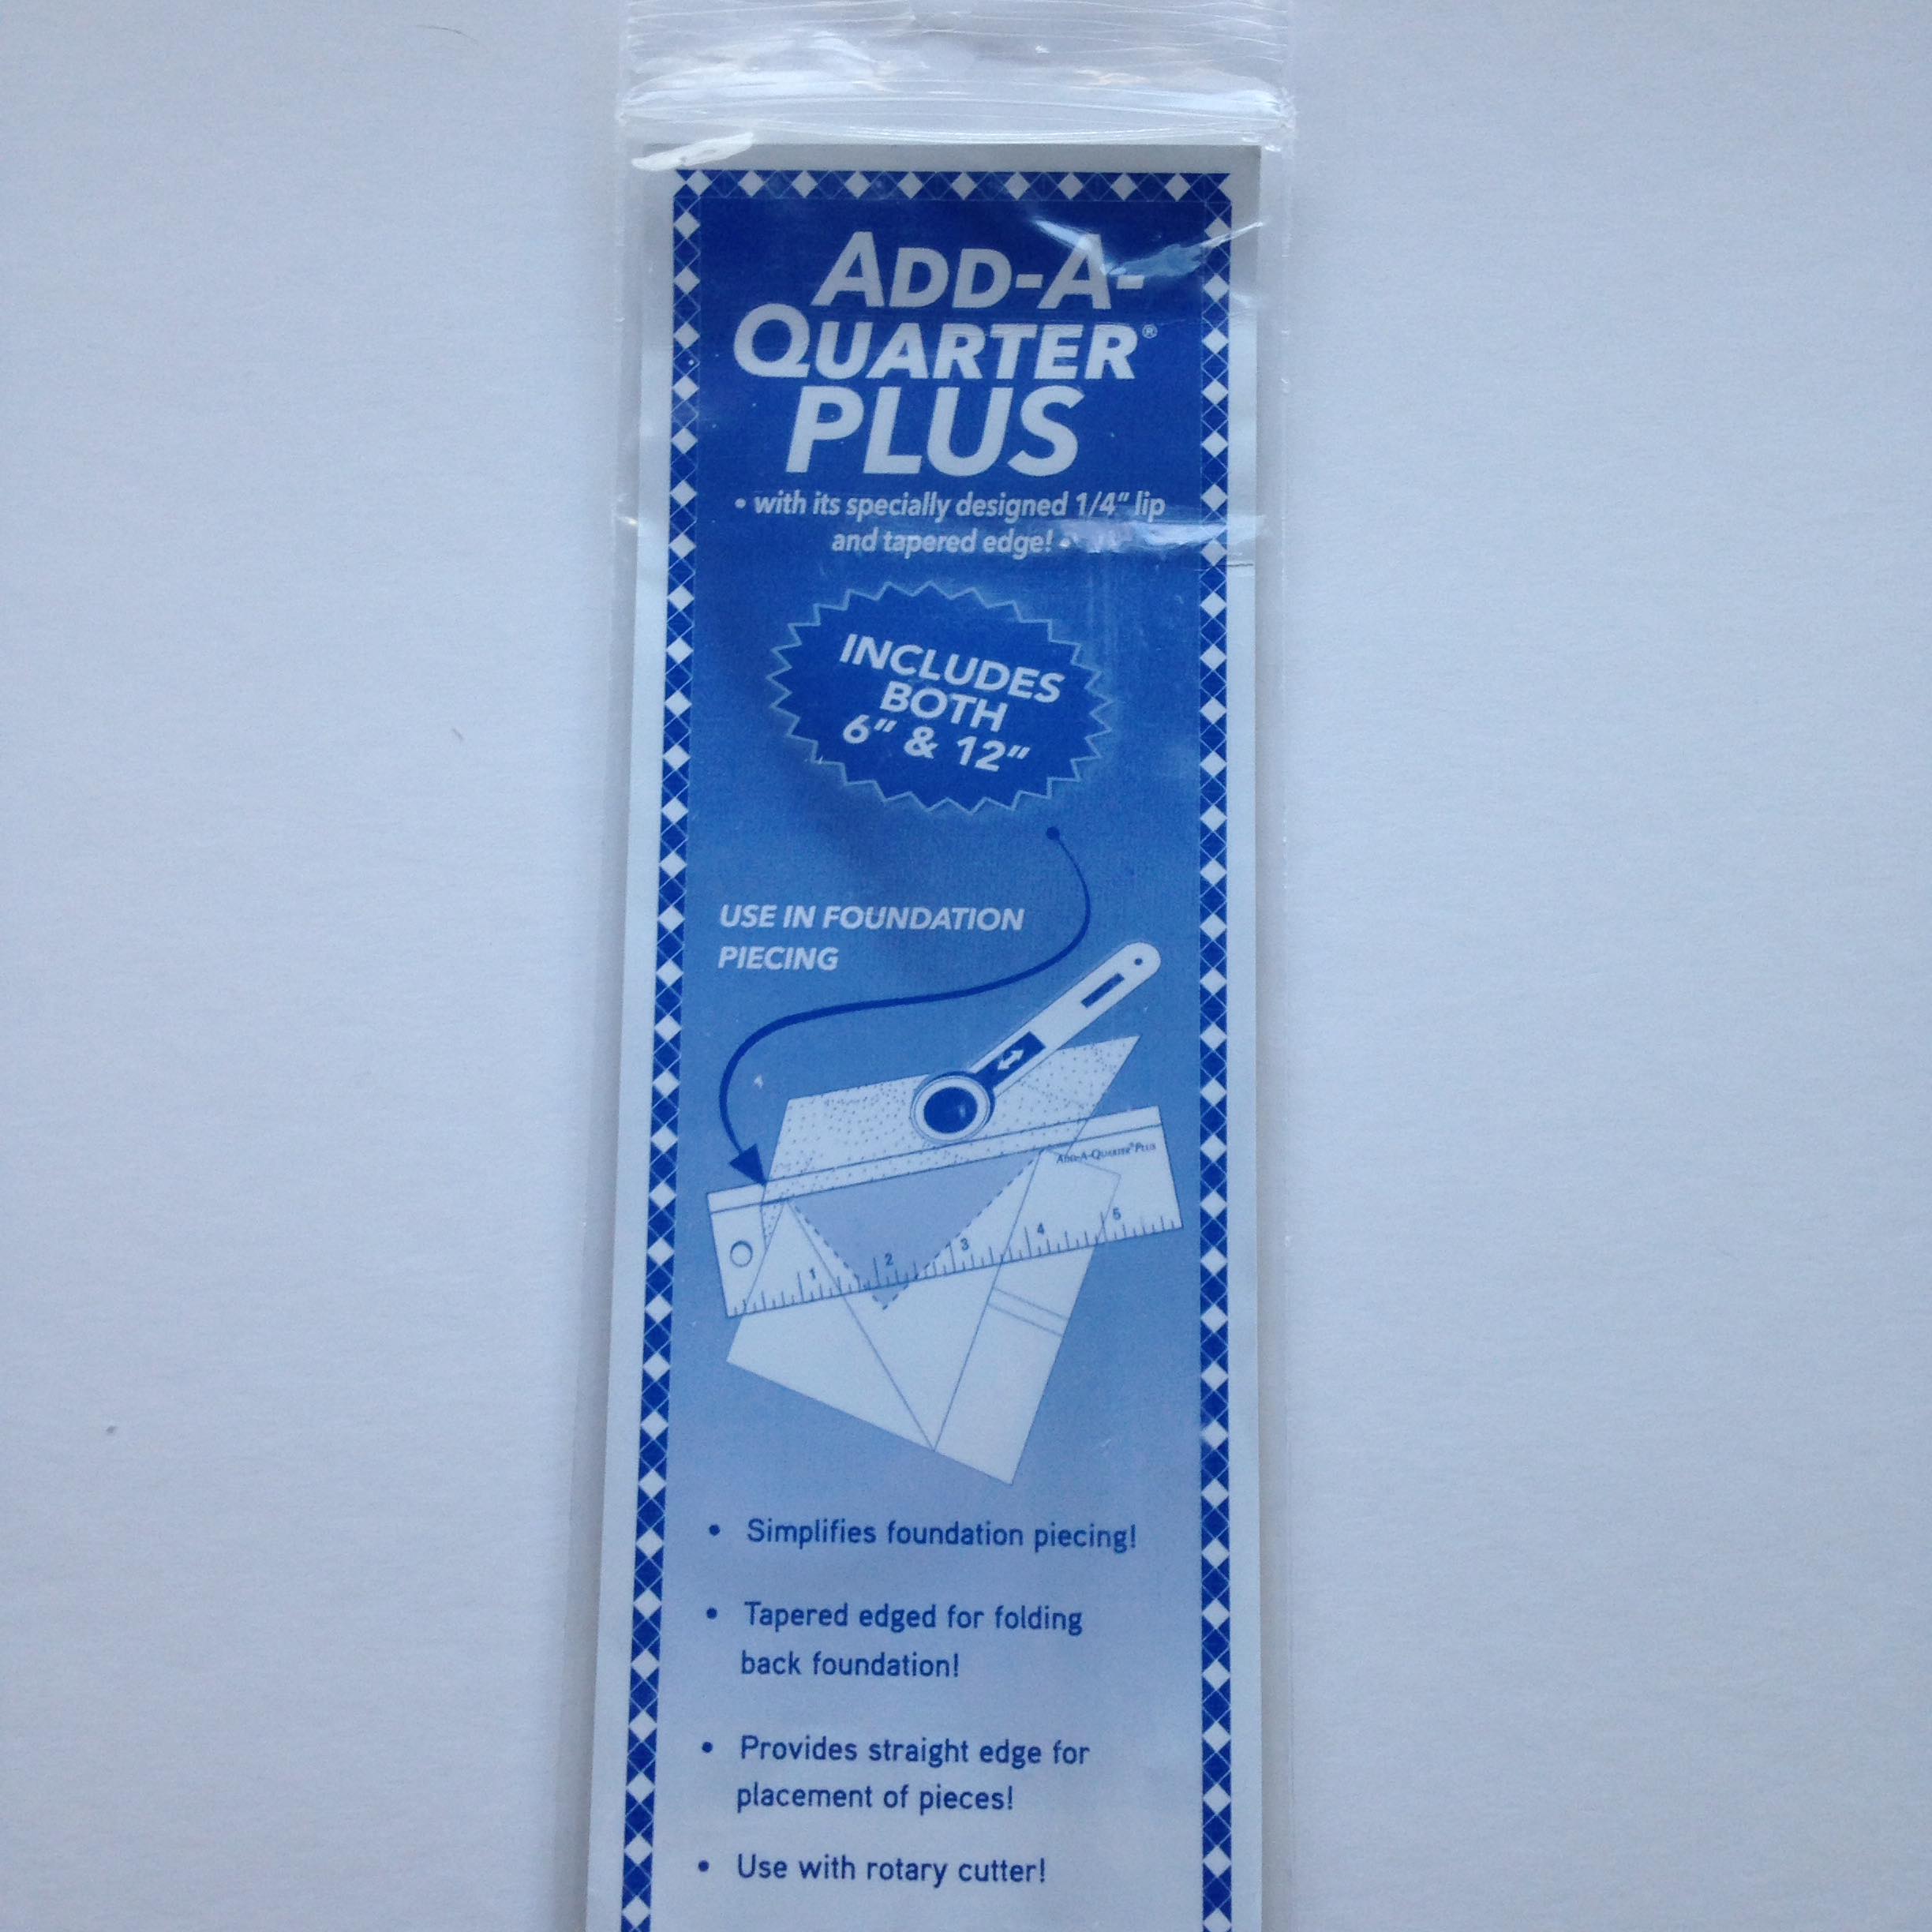 ADD-A-
QUARTER®
PLUS
• with its specially designed 1/4" lip
and tapered edge! •
INCLUDES
BOTH
6" & 12"
USE IN FOUNDATION
PIECING
ADD-A-QUARTER® PLUS
1 2 3 4 5
• Simplifies foundation piecing!
• Tapered edged for folding
back foundation!
• Provides straight edge for
placement of pieces!
• Use with rotary cutter!